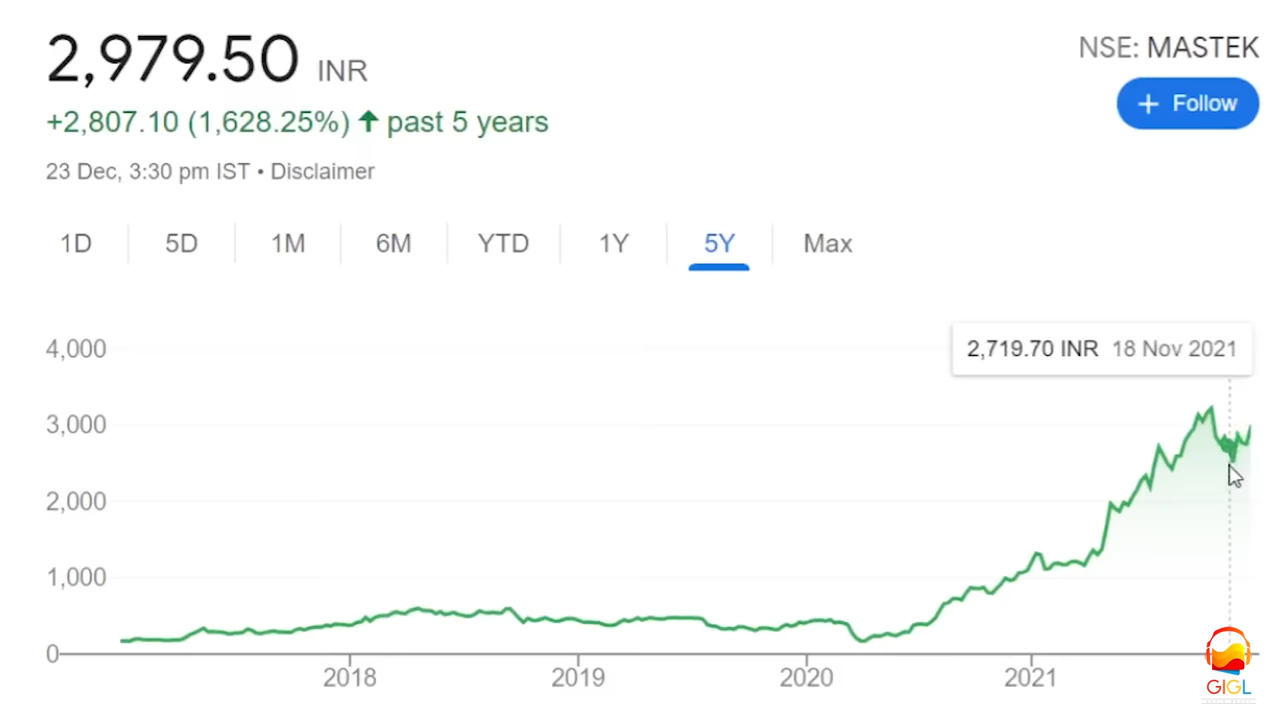 2,979.50 INR
NSE: MASTEK
+ Follow
+2,807.10 (1,628.25%) ↑ past 5 years
23 Dec, 3:30 pm IST • Disclaimer
1D 5D 1M 6M YTD 1Y 5Y Max
2,719.70 INR 18 Nov 2021
4,000
3,000
2,000
1,000
0
2018 2019 2020 2021
GIGL